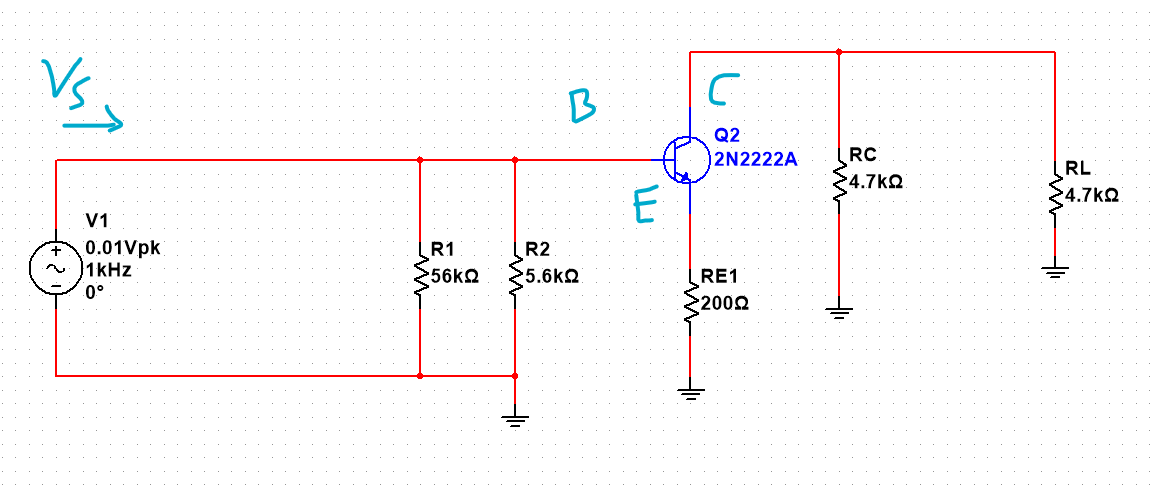 Vs
B
C
E
Q2
2N2222A
V1
0.01Vpk
1kHz
0°
R1
56kΩ
R2
5.6kΩ
RE1
200Ω
RC
4.7kΩ
RL
4.7kΩ